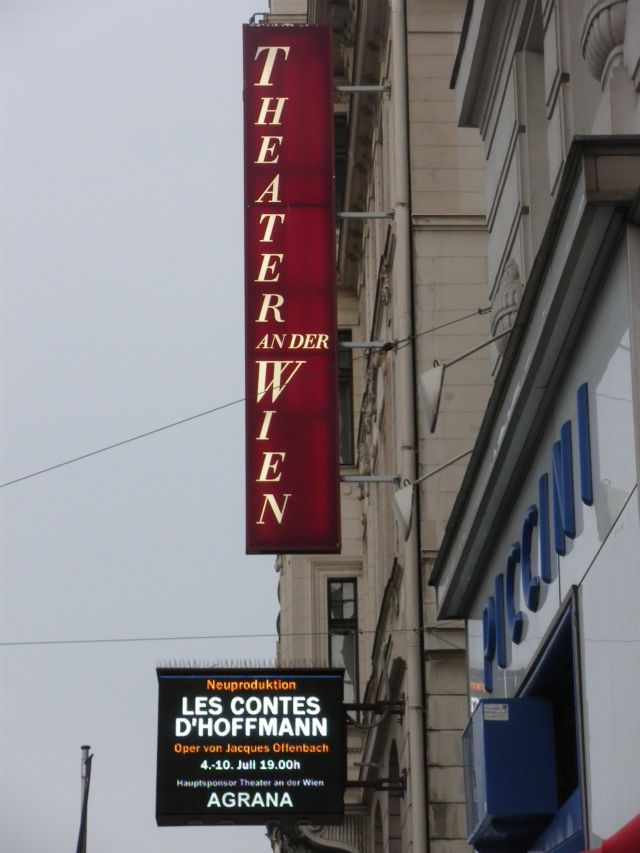 THEATER
AN DER
WIEN
PICCINI
Neuproduktion
LES CONTES
D'HOFFMANN
Oper von Jacques Offenbach
4.-10. Juli 19.00h
Hauptsponsor Theater an der Wien
AGRANA